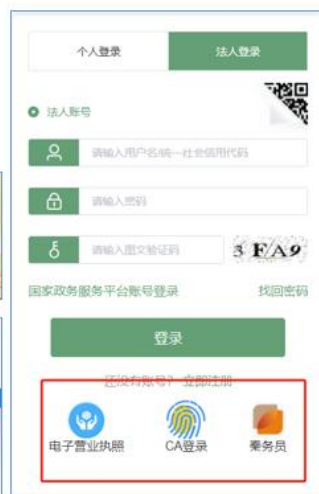 个人登录
法人登录
法人账号
请输入用户名/统一社会信用代码
请输入密码
请输入图文验证码
3 F A 9
国家政务服务平台账号登录
找回密码
登录
还没有账号? 立即注册
电子营业执照
CA登录
秦务员